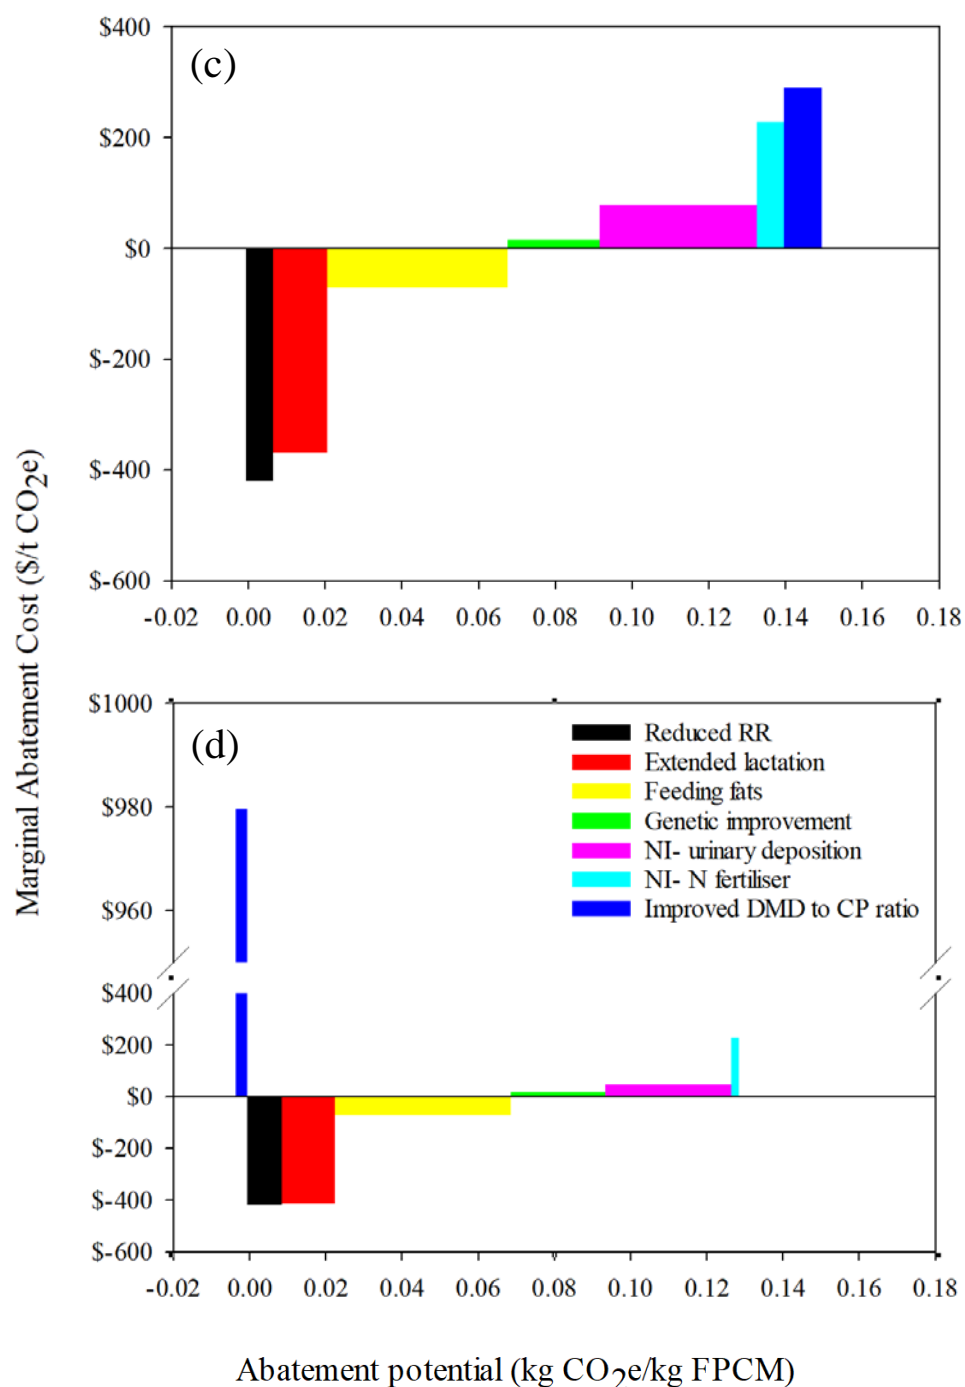 (c)
$400
$200
$0
$-200
$-400
$-600
-0.02 0.00 0.02 0.04 0.06 0.08 0.10 0.12 0.14 0.16 0.18
Marginal Abatement Cost ($/t CO2e)
(d)
$1000
$980
$960
$400
$200
$0
$-200
$-400
$-600
Reduced RR
Extended lactation
Feeding fats
Genetic improvement
NI- urinary deposition
NI- N fertiliser
Improved DMD to CP ratio
-0.02 0.00 0.02 0.04 0.06 0.08 0.10 0.12 0.14 0.16 0.18
Abatement potential (kg CO2e/kg FPCM)